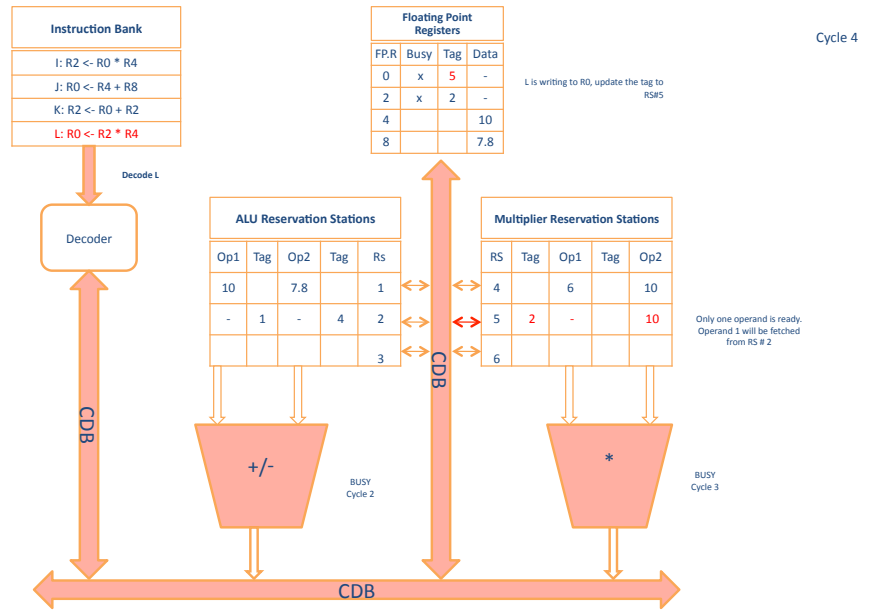 Instruction Bank
I: R2 <- R0 * R4
J: R0 <- R4 + R8
K: R2 <- R0 + R2
L: R0 <- R2 * R4
Floating Point
Registers
FP.R Busy Tag Data
0 x 5 -
2 x 2 -
4 10
8 7.8
Cycle 4
L is writing to R0, update the tag to
RS#5
Decode L
Decoder
ALU Reservation Stations
Op1 Tag Op2 Tag Rs
10 7.8 1
- 1 - 4 2
3
Multiplier Reservation Stations
RS Tag Op1 Tag Op2
4 6 10
5 2 - 10
6
Only one operand is ready.
Operand 1 will be fetched
from RS # 2
CDB
CDB
+/-
BUSY
Cycle 2
*
BUSY
Cycle 3
CDB